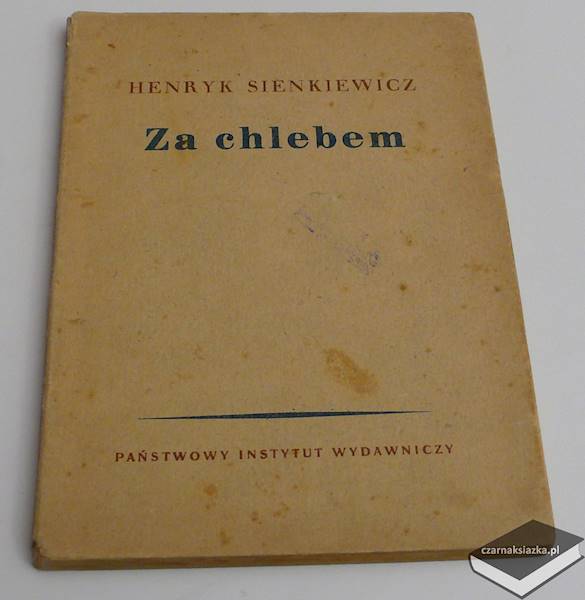 HENRYK SIENKIEWICZ
Za chlebem
PAŃSTWOWY INSTYTUT WYDAWNICZY
czarnaksiazka.pl